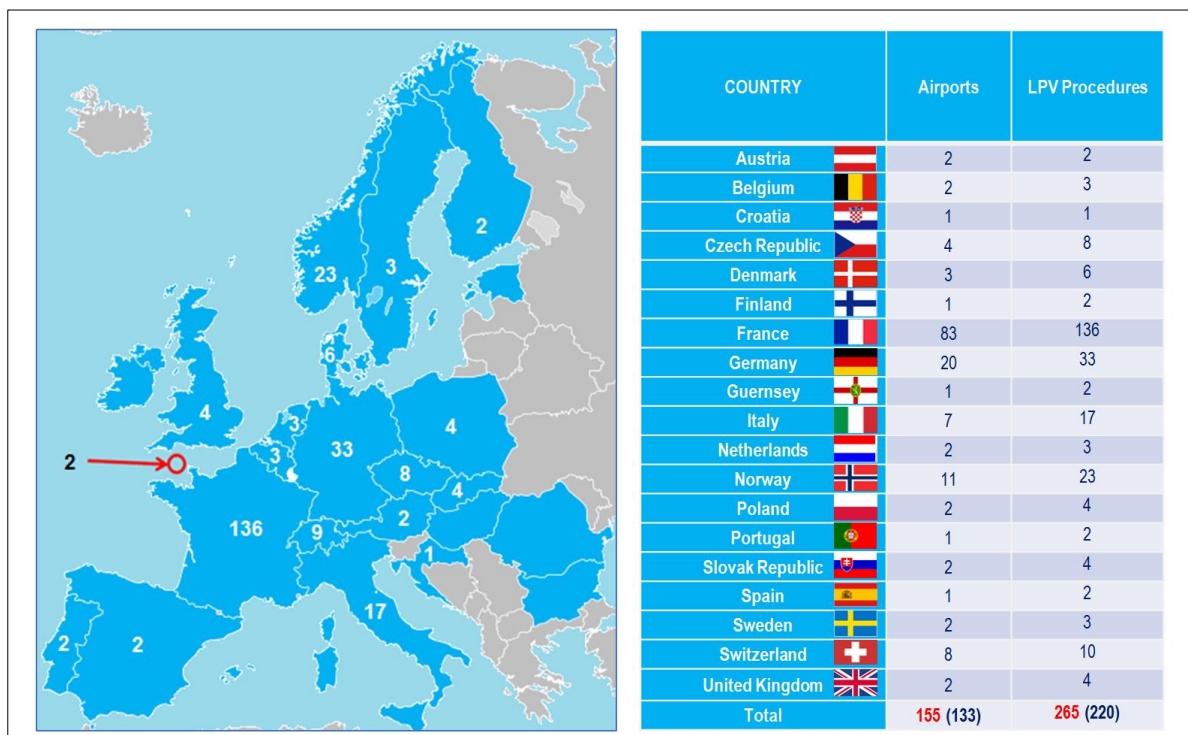 2
23
3
6
4
3
3
33
4
2
8
4
136
9
2
1
17
2
2
COUNTRY Airports LPV Procedures
Austria 2 2
Belgium 2 3
Croatia 1 1
Czech Republic 4 8
Denmark 3 6
Finland 1 2
France 83 136
Germany 20 33
Guernsey 1 2
Italy 7 17
Netherlands 2 3
Norway 11 23
Poland 2 4
Portugal 1 2
Slovak Republic 2 4
Spain 1 2
Sweden 2 3
Switzerland 8 10
United Kingdom 2 4
Total 155 (133) 265 (220)